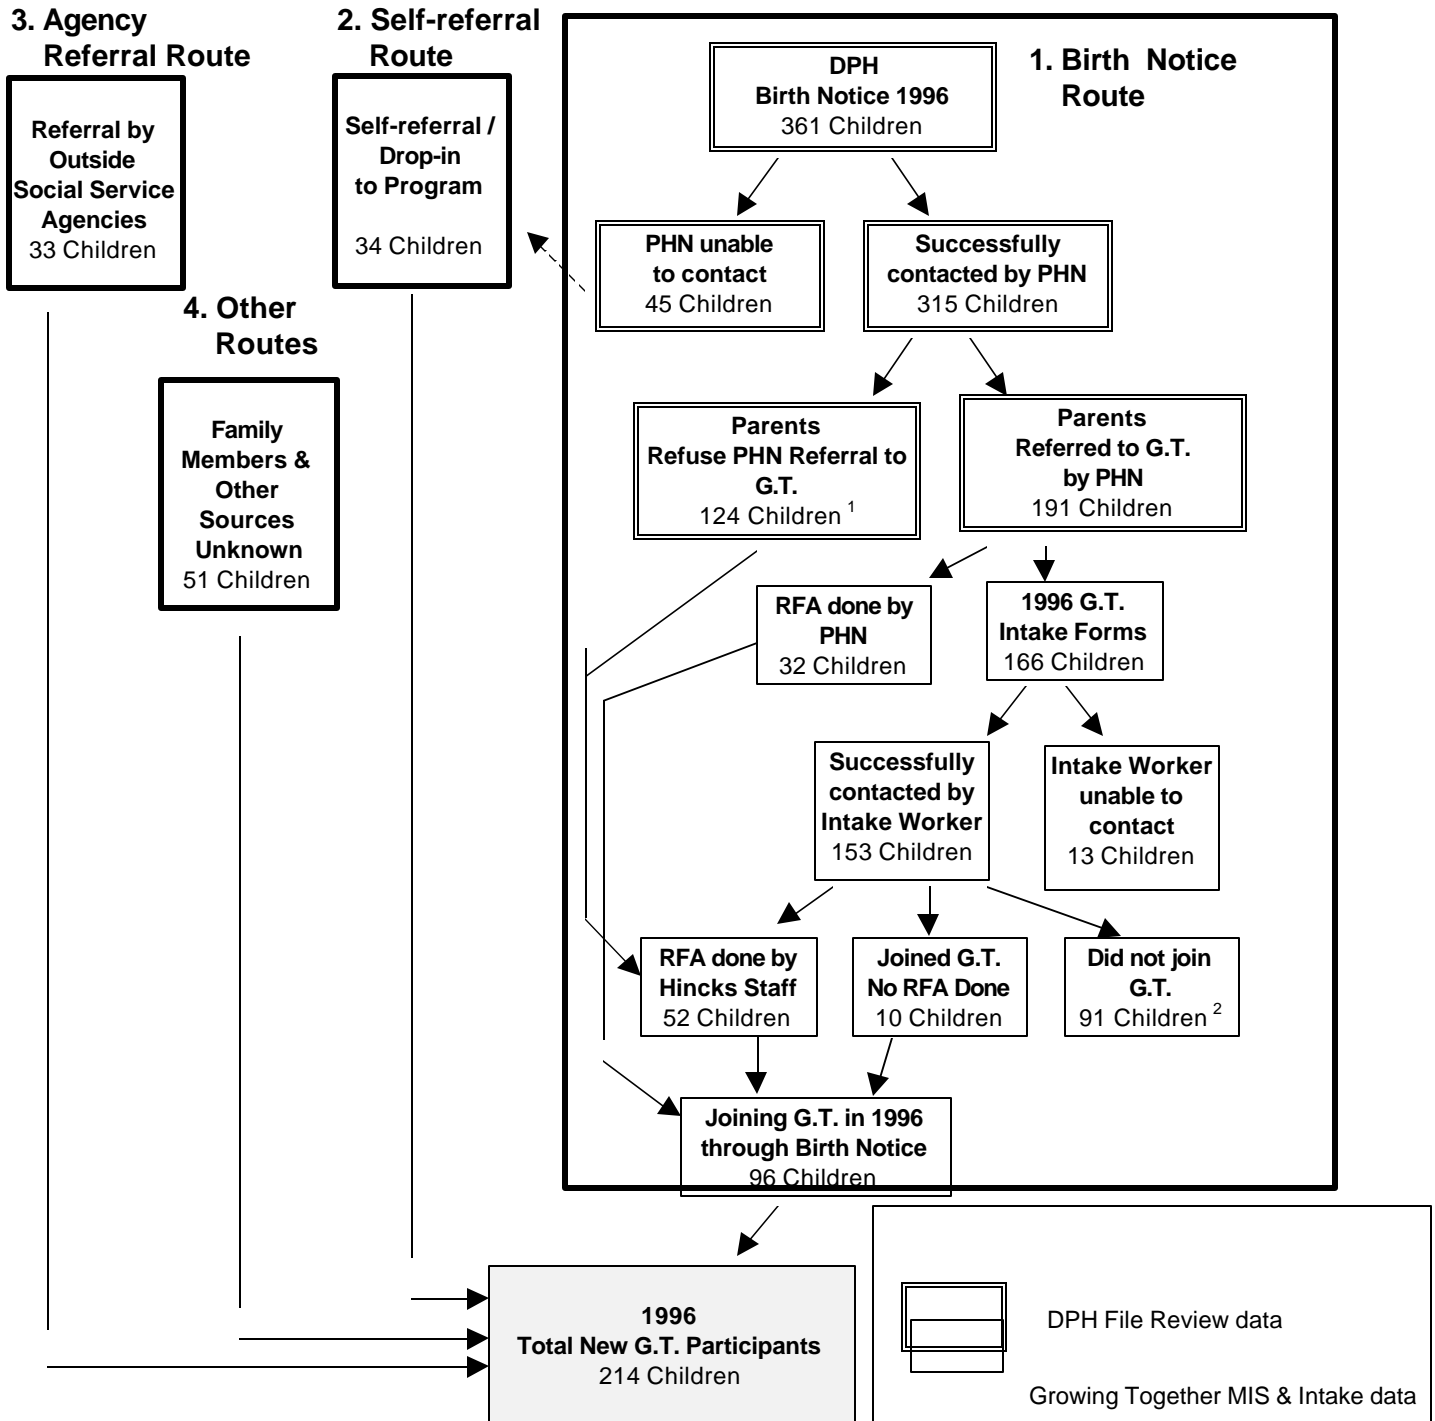 3. Agency
Referral Route
Referral by
Outside
Social Service
Agencies
33 Children
2. Self-referral
Route
Self-referral /
Drop-in
to Program
34 Children
4. Other
Routes
Family
Members &
Other
Sources
Unknown
51 Children
1. Birth Notice
Route
DPH
Birth Notice 1996
361 Children
PHN unable
to contact
45 Children
Successfully
contacted by PHN
315 Children
Parents
Refuse PHN Referral to
G.T.
124 Children 1
Parents
Referred to G.T.
by PHN
191 Children
RFA done by
PHN
32 Children
1996 G.T.
Intake Forms
166 Children
Successfully
contacted by
Intake Worker
153 Children
Intake Worker
unable to
contact
13 Children
RFA done by
Hincks Staff
52 Children
Joined G.T.
No RFA Done
10 Children
Did not join
G.T.
91 Children 2
Joining G.T. in 1996
through Birth Notice
96 Children
1996
Total New G.T. Participants
214 Children
DPH File Review data
Growing Together MIS & Intake data